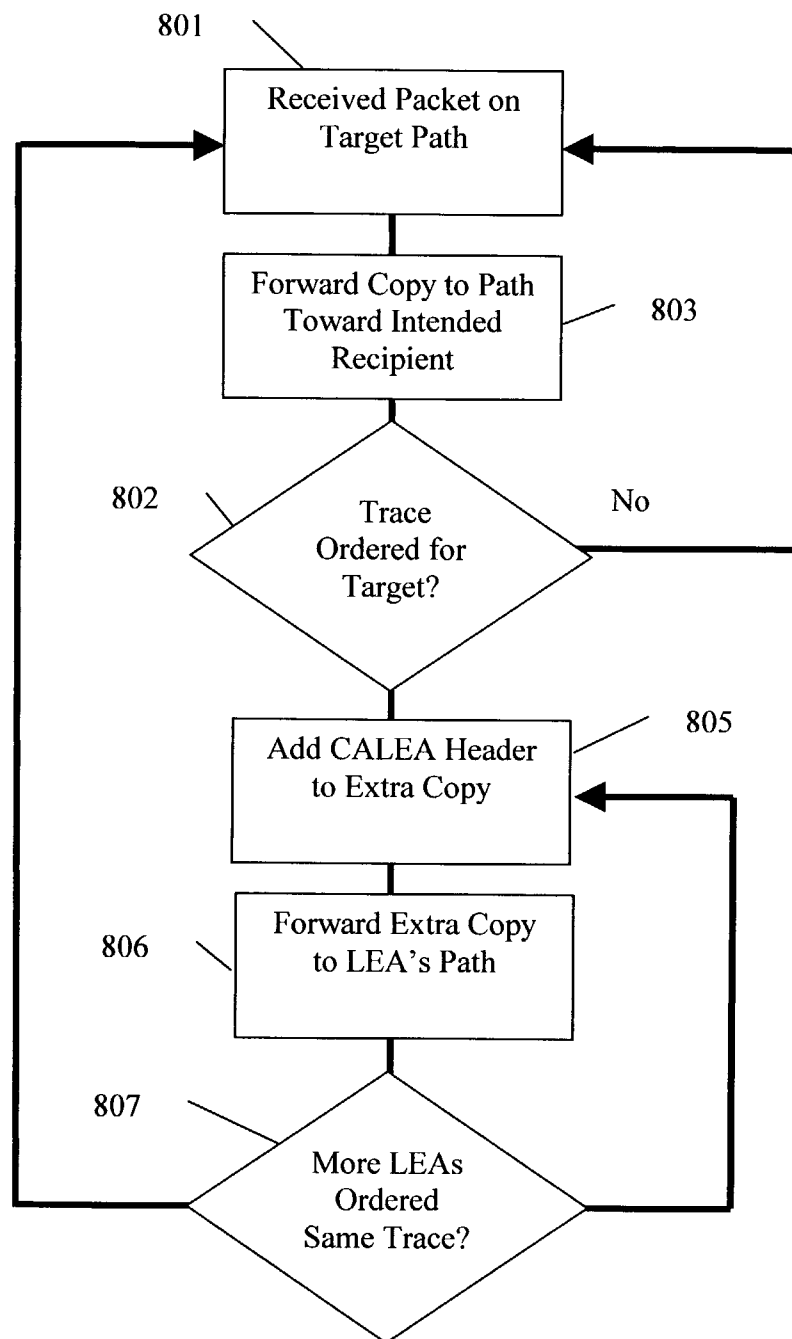 801
Received Packet on
Target Path
Forward Copy to Path
Toward Intended
Recipient
803
802
Trace
Ordered for
Target?
No
Add CALEA Header
to Extra Copy
805
Forward Extra Copy
to LEA's Path
806
807
More LEAs
Ordered
Same Trace?